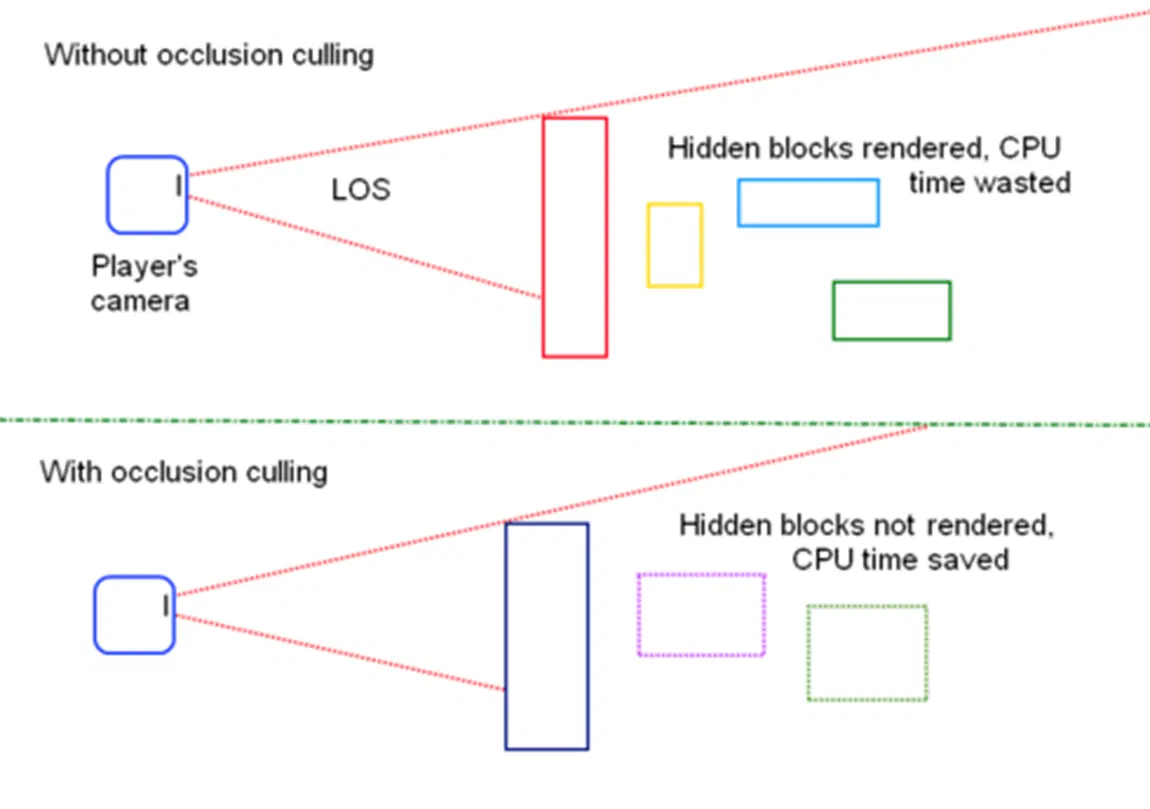 Without occlusion culling
Hidden blocks rendered, CPU
time wasted
LOS
Player's
camera
With occlusion culling
Hidden blocks not rendered,
CPU time saved